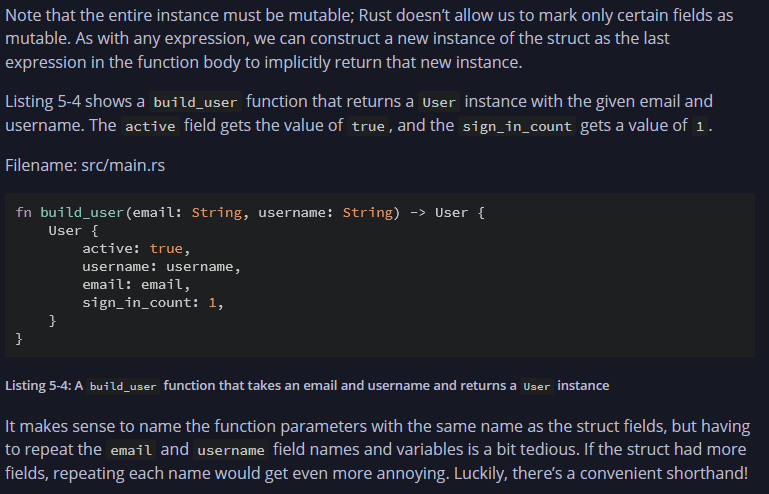 Note that the entire instance must be mutable; Rust doesn’t allow us to mark only certain fields as
mutable. As with any expression, we can construct a new instance of the struct as the last
expression in the function body to implicitly return that new instance.
Listing 5-4 shows a build_user function that returns a User instance with the given email and
username. The active field gets the value of true, and the sign_in_count gets a value of 1.
Filename: src/main.rs
fn build_user(email: String, username: String) -> User {
    User {
        active: true,
        username: username,
        email: email,
        sign_in_count: 1,
    }
}
Listing 5-4: A build_user function that takes an email and username and returns a User instance
It makes sense to name the function parameters with the same name as the struct fields, but having
to repeat the email and username field names and variables is a bit tedious. If the struct had more
fields, repeating each name would get even more annoying. Luckily, there’s a convenient shorthand!